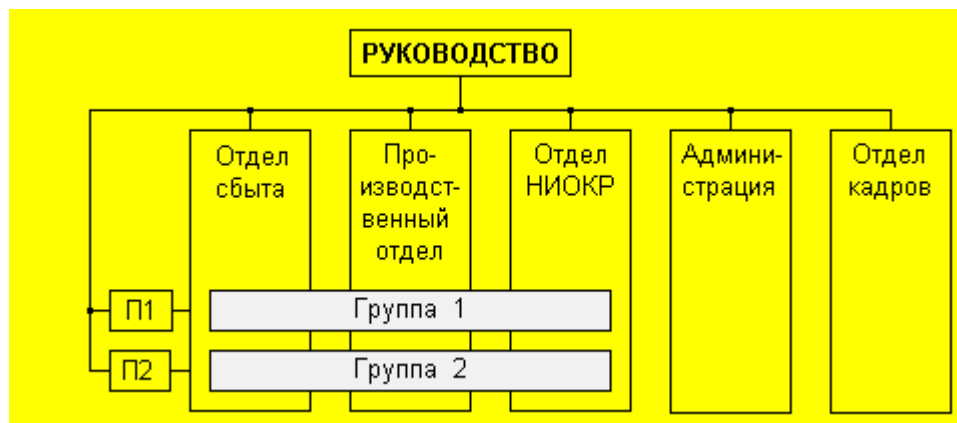 РУКОВОДСТВО
Отдел
сбыта
Про-
изводст-
венный
отдел
Отдел
НИОКР
Админи-
страция
Отдел
кадров
П1
Группа 1
П2
Группа 2